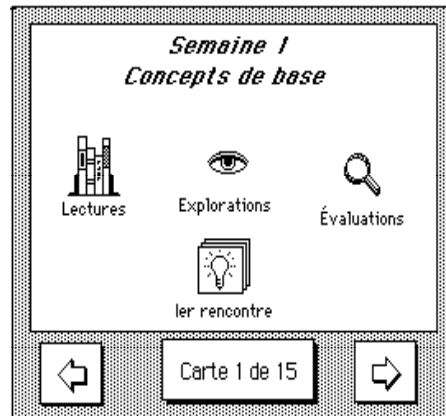 Semaine 1
Concepts de base
Lectures
Explorations
Évaluations
1er rencontre
Carte 1 de 15